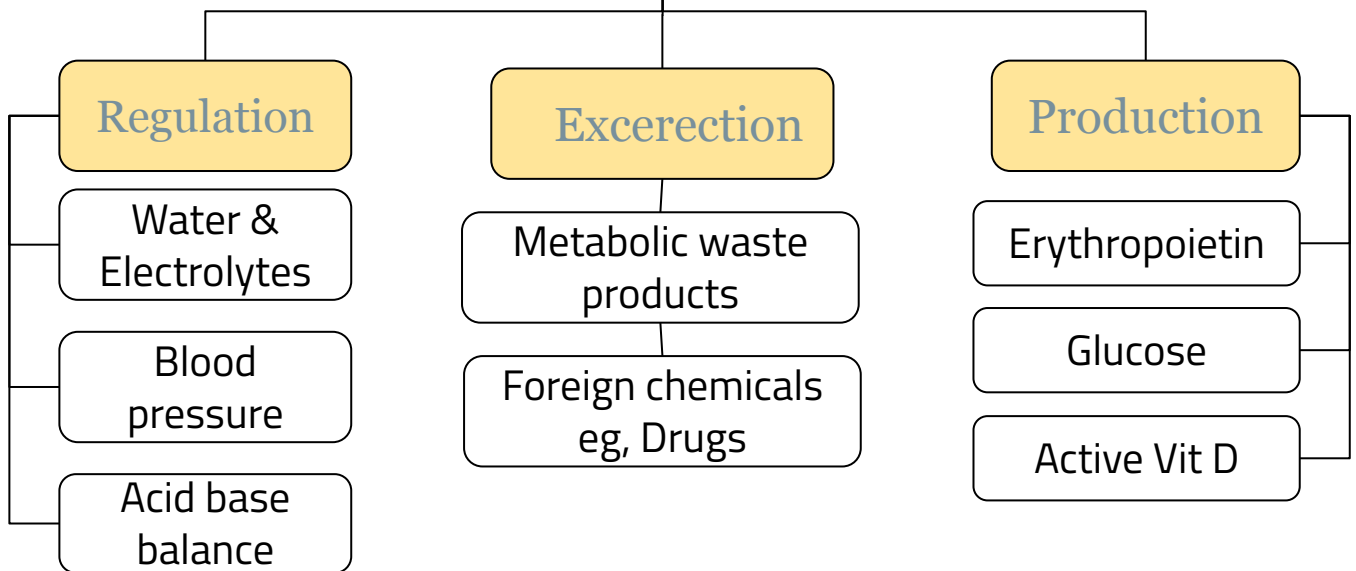 Regulation
Water &
Electrolytes
Blood
pressure
Acid base
balance
Excerection
Metabolic waste
products
Foreign chemicals
eg, Drugs
Production
Erythropoietin
Glucose
Active Vit D